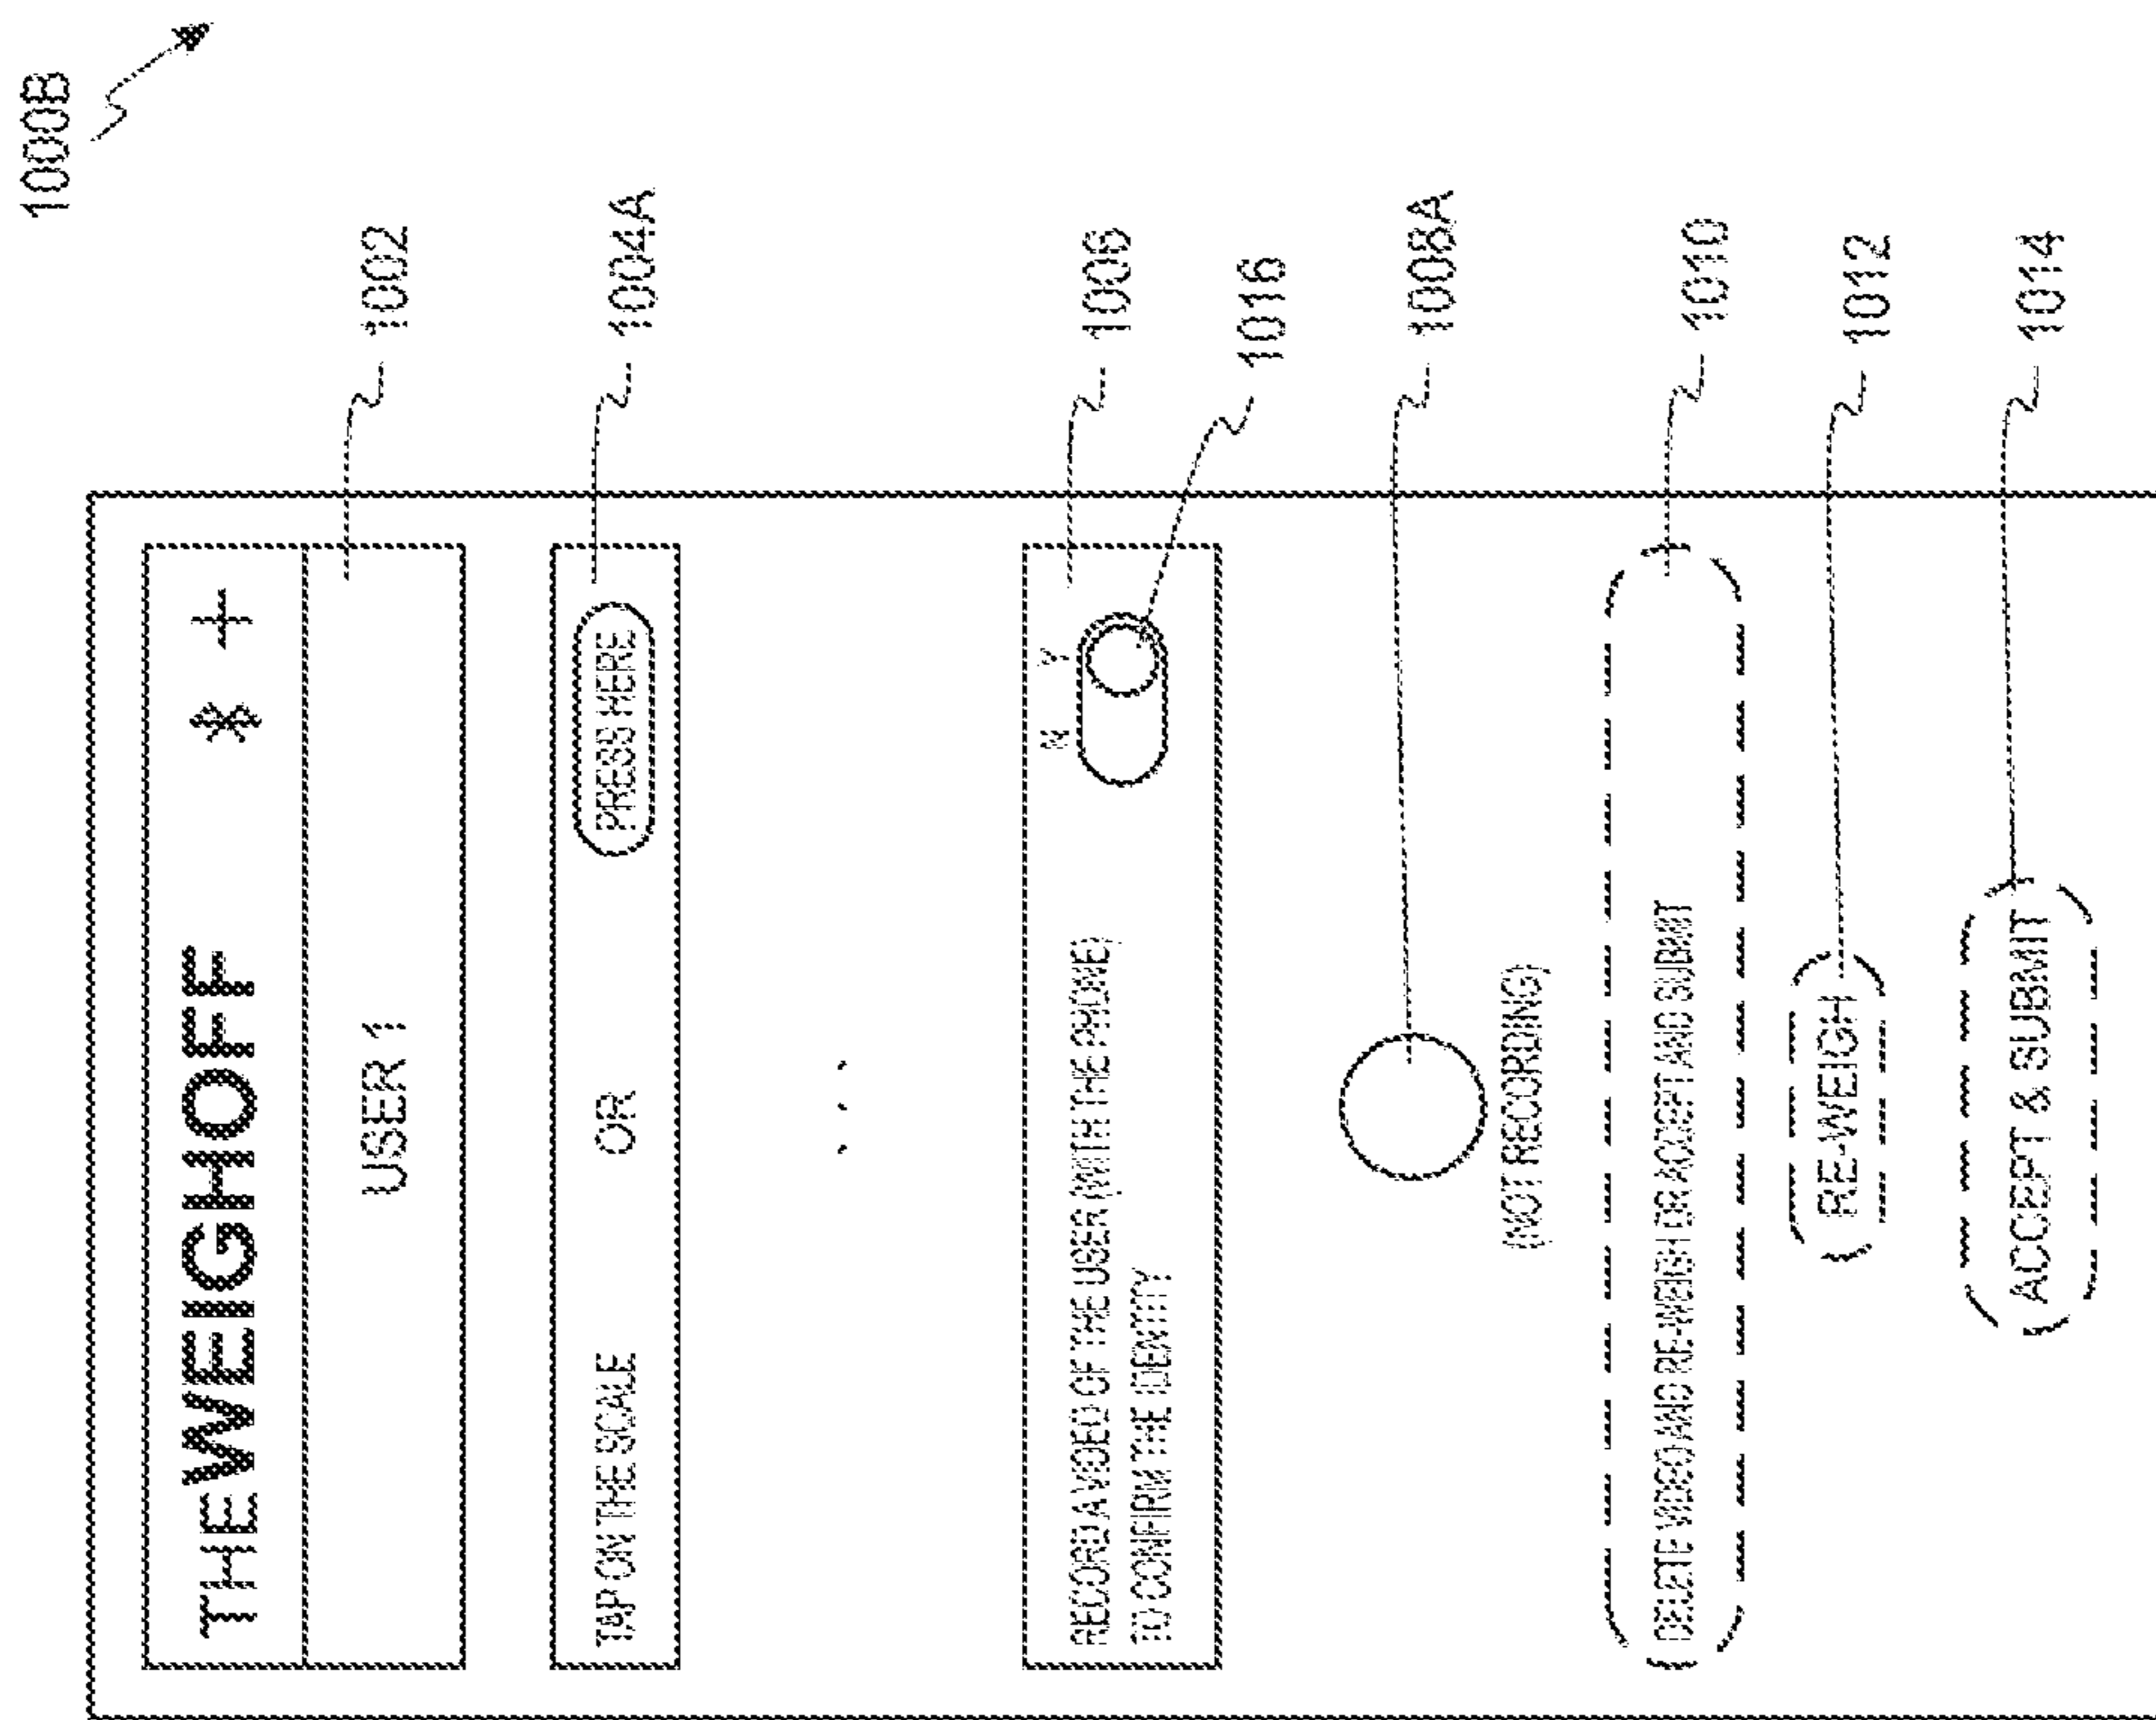 1000B
THEWEIGHOFF * +
USER 1
1002
TAP ON THE SCALE OR PRESS HERE
1004A
. . .
RECORD A VIDEO OF THE USER (WITH THE PHONE)
TO CONFIRM THE IDENTITY
N Y
1006
1016
1008A
(NOT RECORDING)
DELETE VIDEO AND RE-WEIGH OR ACCEPT AND SUBMIT
1010
RE-WEIGH
1012
ACCEPT & SUBMIT
1014